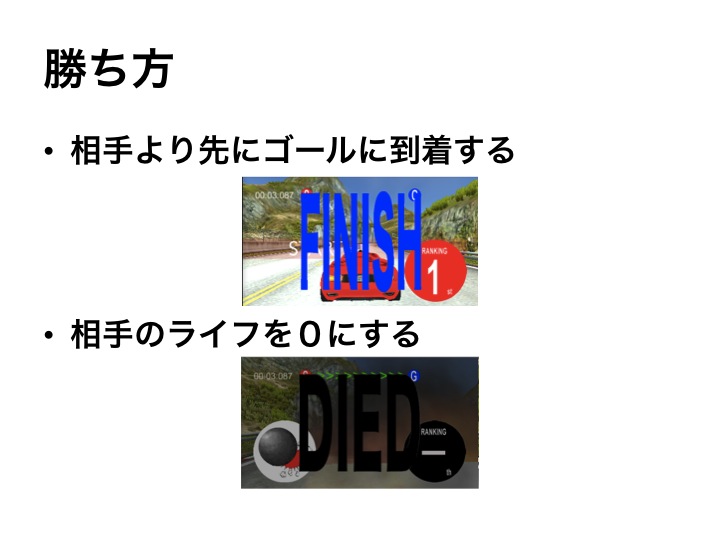 勝ち方
• 相手より先にゴールに到着する
00:03.087
G
FINISH
RANKING
1
st
• 相手のライフを０にする
00:03.087
G
DIED
RANKING
th